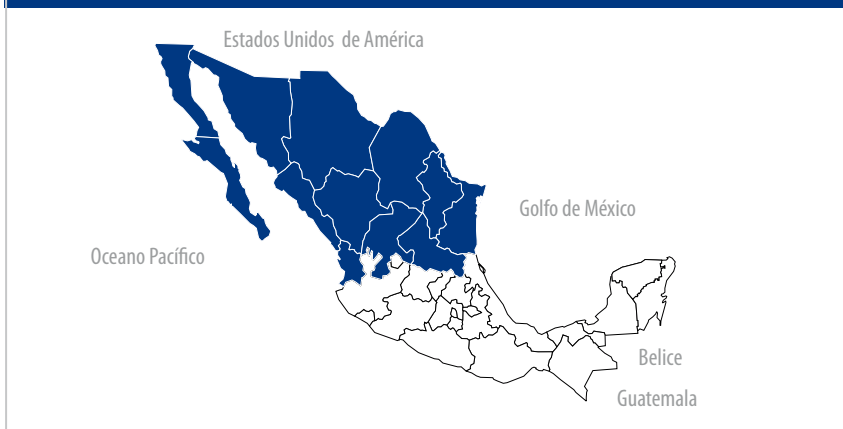 Estados Unidos de América
Golfo de México
Oceano Pacífico
Belice
Guatemala